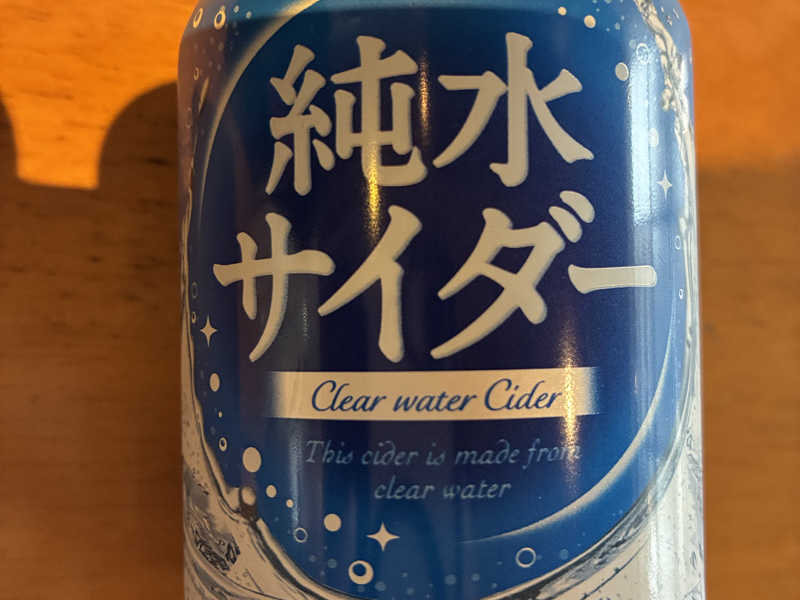 純水
サイダー
Clear water Cider
This cider is made from
clear water